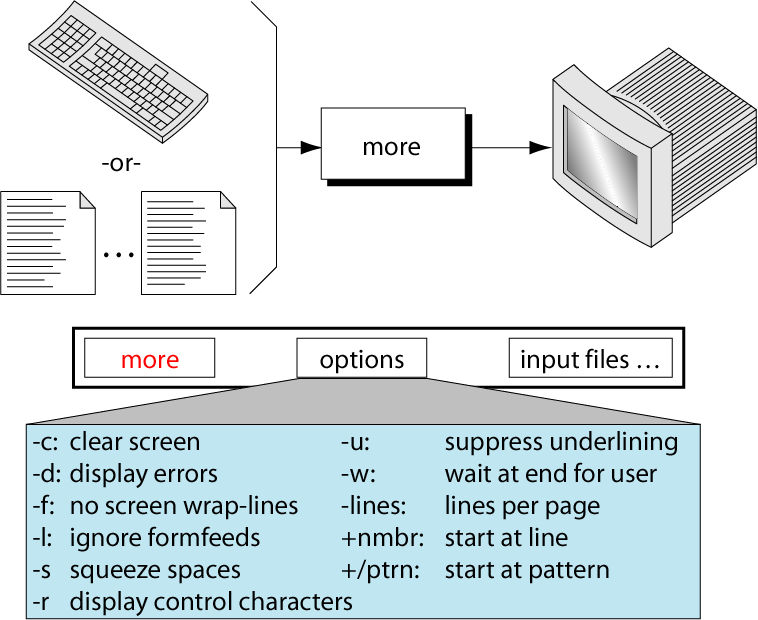 -or-
more
...
more options input files ...
-c: clear screen -u: suppress underlining
-d: display errors -w: wait at end for user
-f: no screen wrap-lines -lines: lines per page
-l: ignore formfeeds +nmbr: start at line
-s squeeze spaces +/ptrn: start at pattern
-r display control characters